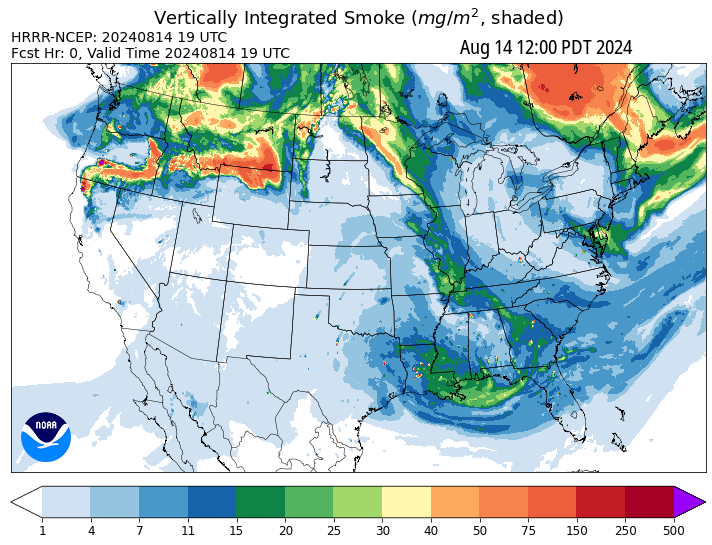 Vertically Integrated Smoke (mg/m², shaded)
HRRR-NCEP: 20240814 19 UTC
Fcst Hr: 0, Valid Time 20240814 19 UTC
Aug 14 12:00 PDT 2024
NOAA
1 4 7 11 15 20 25 30 40 50 75 150 250 500